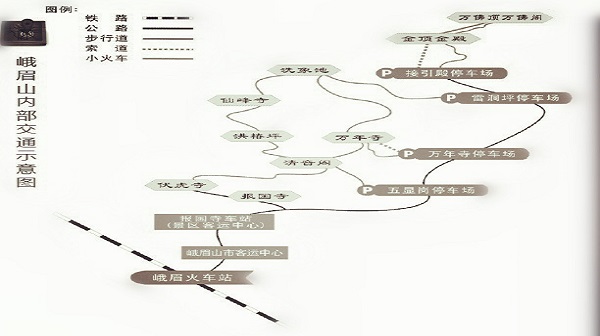 图例:
铁 路
公 路
步行道
索 道
小火车
峨眉山内部交通示意图
万佛顶万佛阁
金顶金殿
P 接引殿停车场
洗象池
P 雷洞坪停车场
仙峰寺
洪椿坪
万年寺
P 万年寺停车场
清音阁
伏虎寺
P 五显岗停车场
报国寺
报国寺车站
(景区客运中心)
峨眉山市客运中心
峨眉火车站